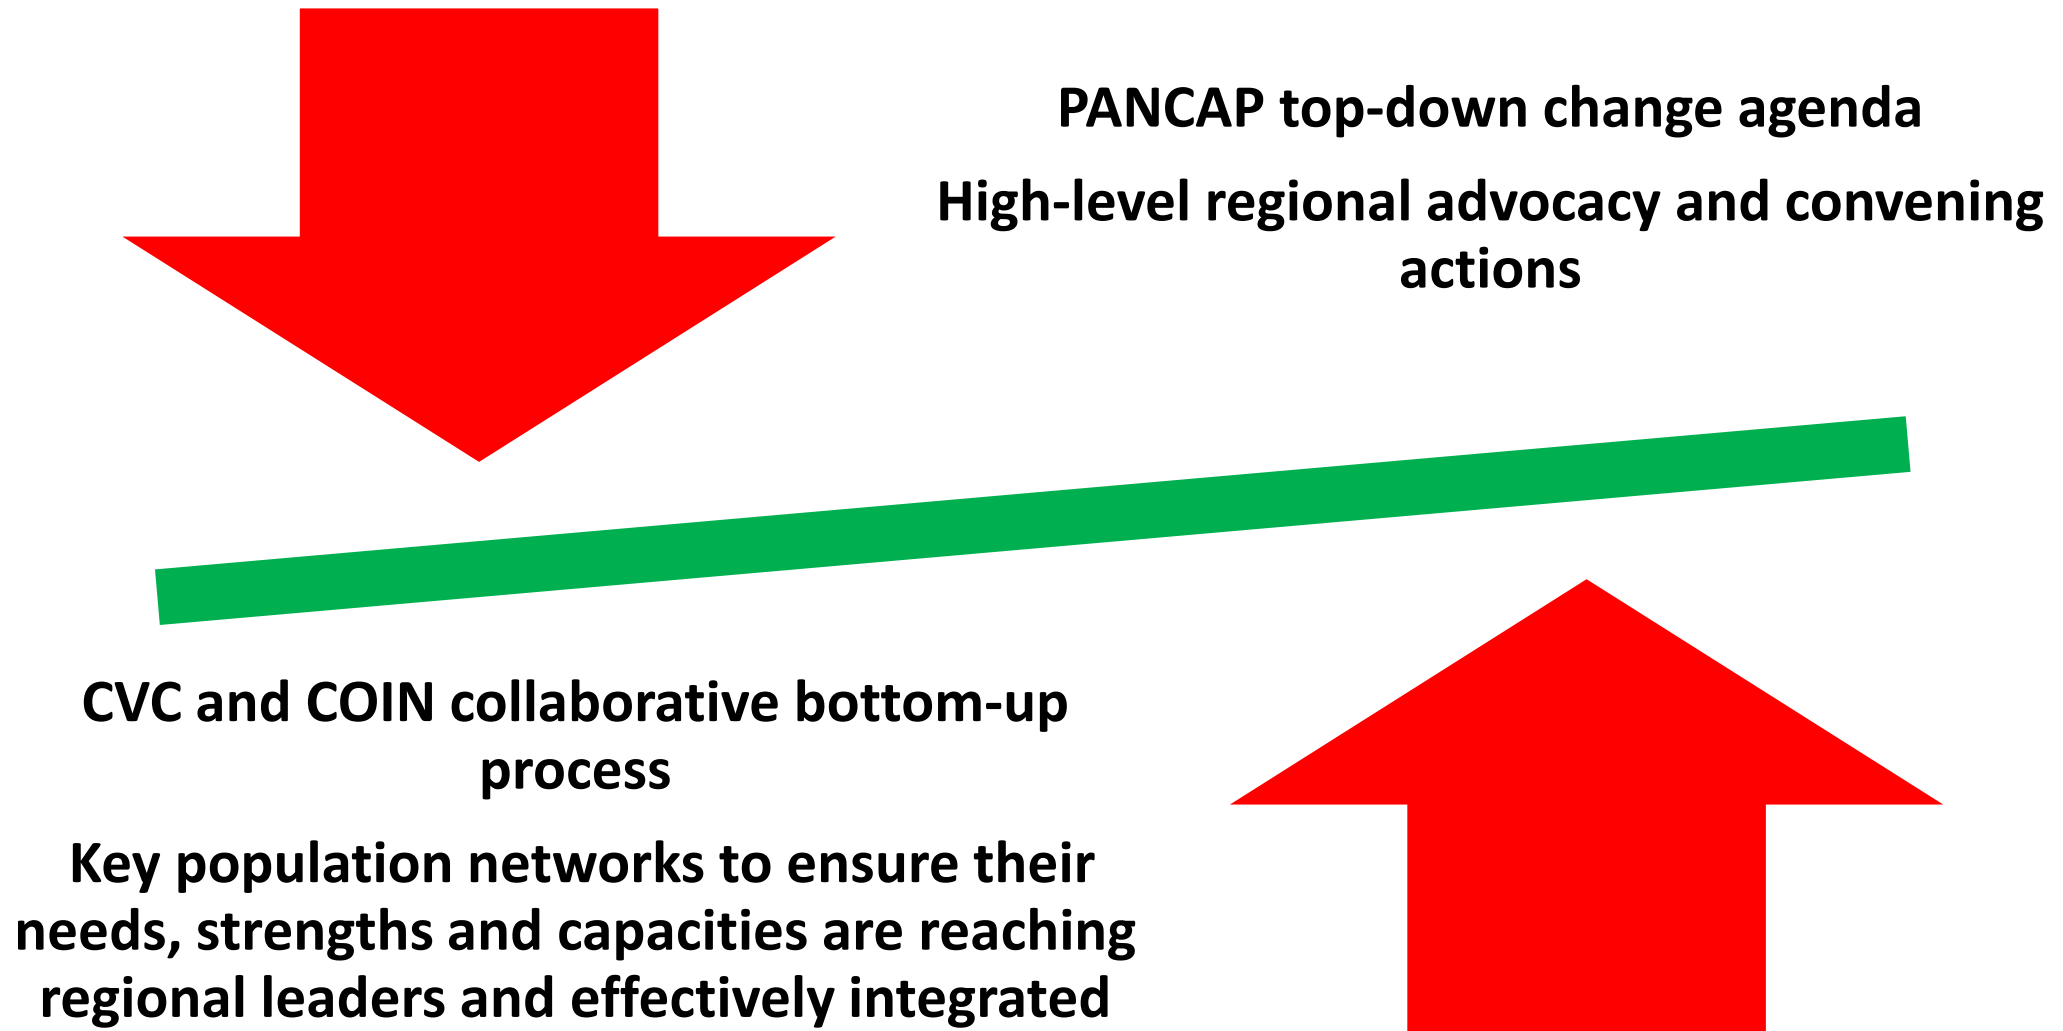 PANCAP top-down change agenda
High-level regional advocacy and convening
actions
CVC and COIN collaborative bottom-up
process
Key population networks to ensure their
needs, strengths and capacities are reaching
regional leaders and effectively integrated